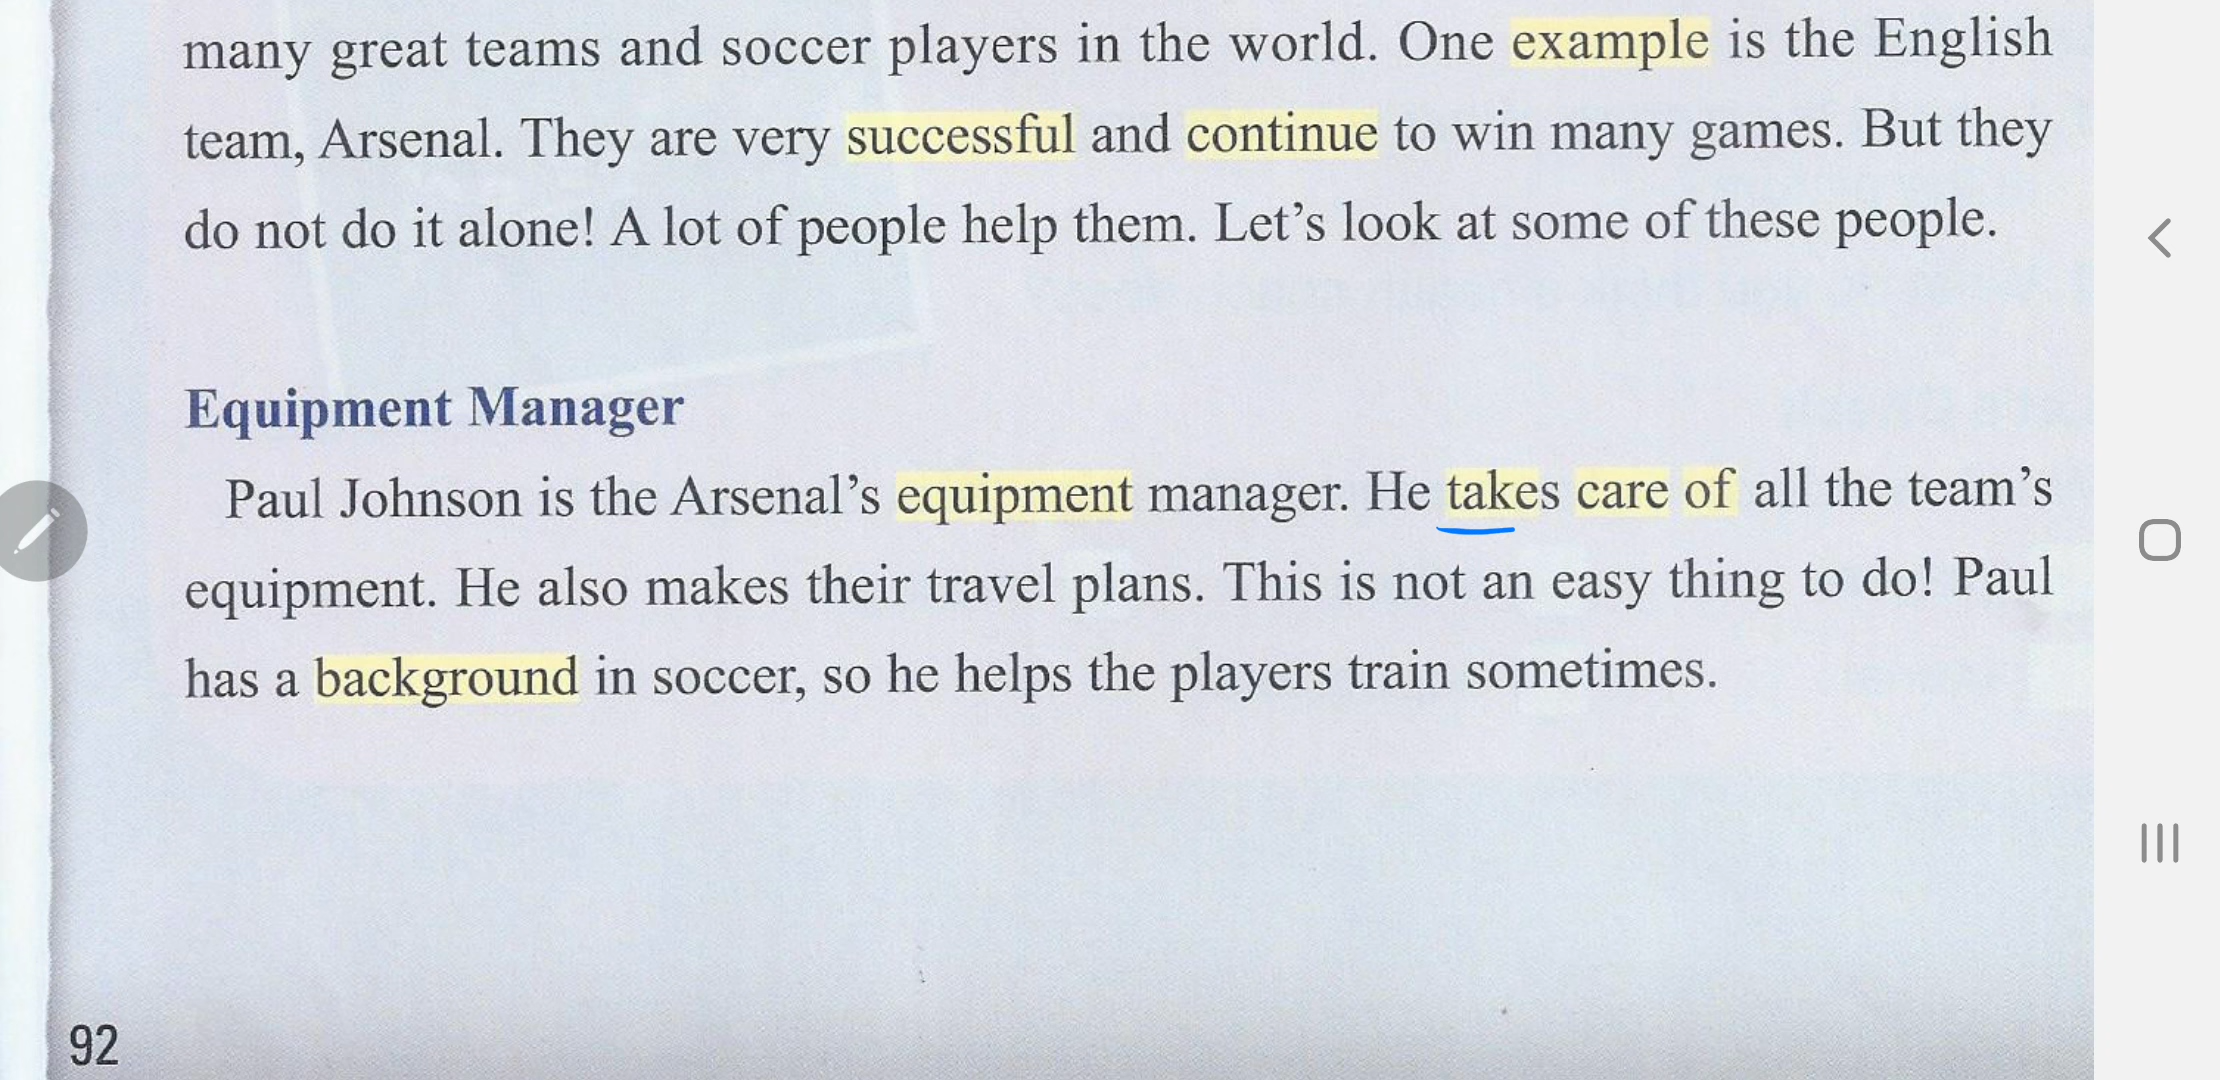 many great teams and soccer players in the world. One example is the English
team, Arsenal. They are very successful and continue to win many games. But they
do not do it alone! A lot of people help them. Let's look at some of these people.
Equipment Manager
Paul Johnson is the Arsenal's equipment manager. He takes care of all the team's
equipment. He also makes their travel plans. This is not an easy thing to do! Paul
has a background in soccer, so he helps the players train sometimes.
92